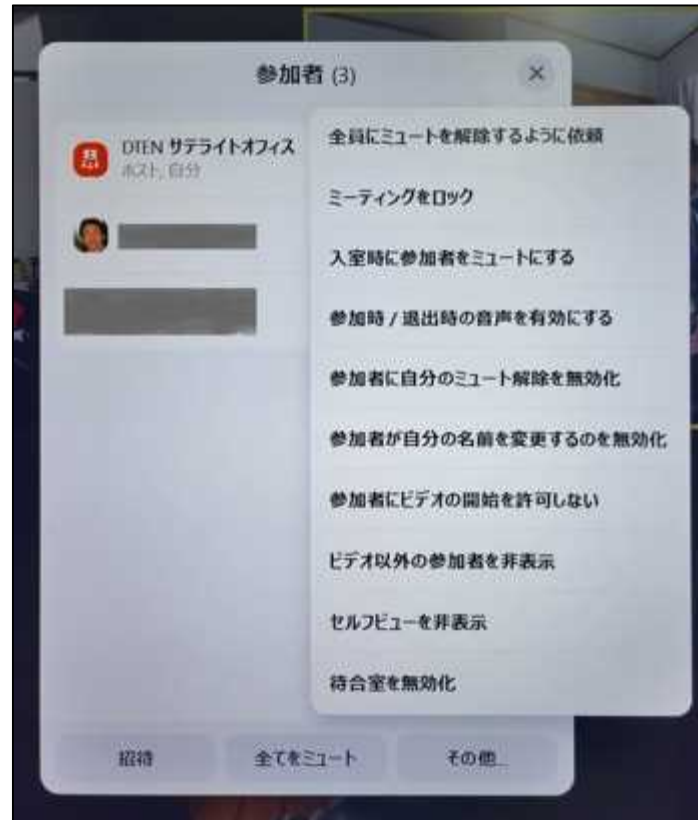 参加者 (3)
DTEN サテライトオフィス
ホスト, 自分
全員にミュートを解除するように依頼
ミーティングをロック
入室時に参加者をミュートにする
参加時 / 退出時の音声を有効にする
参加者に自分のミュート解除を無効化
参加者が自分の名前を変更するのを無効化
参加者にビデオの開始を許可しない
ビデオ以外の参加者を非表示
セルフビューを非表示
待合室を無効化
招待
全てをミュート
その他...